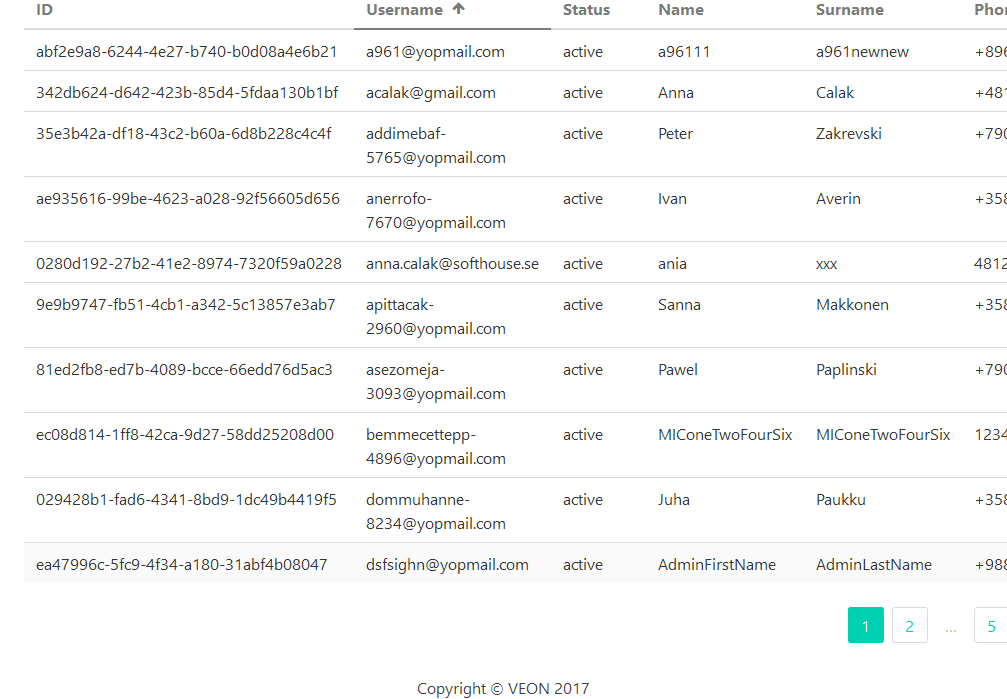 ID Username Status Name Surname Phon
abf2e9a8-6244-4e27-b740-b0d08a4e6b21 a961@yopmail.com active a96111 a961newnew +896
342db624-d642-423b-85d4-5fdaa130b1bf acalak@gmail.com active Anna Calak +481
35e3b42a-df18-43c2-b60a-6d8b228c4c4f addimebaf- active Peter Zakrevski +790
5765@yopmail.com
ae935616-99be-4623-a028-92f56605d656 anerrofo- active Ivan Averin +358
7670@yopmail.com
0280d192-27b2-41e2-8974-7320f59a0228 anna.calak@softhouse.se active ania xxx 4812
9e9b9747-fb51-4cb1-a342-5c13857e3ab7 apittacak- active Sanna Makkonen +358
2960@yopmail.com
81ed2fb8-ed7b-4089-bcce-66edd76d5ac3 asezomeja- active Pawel Paplinski +790
3093@yopmail.com
ec08d814-1ff8-42ca-9d27-58dd25208d00 bemmecettepp- active MIConeTwoFourSix MIConeTwoFourSix 1234
4896@yopmail.com
029428b1-fad6-4341-8bd9-1dc49b4419f5 dommuhanne- active Juha Paukku +358
8234@yopmail.com
ea47996c-5fc9-4f34-a180-31abf4b08047 dsfsighn@yopmail.com active AdminFirstName AdminLastName +988
1 2 ... 5
Copyright © VEON 2017